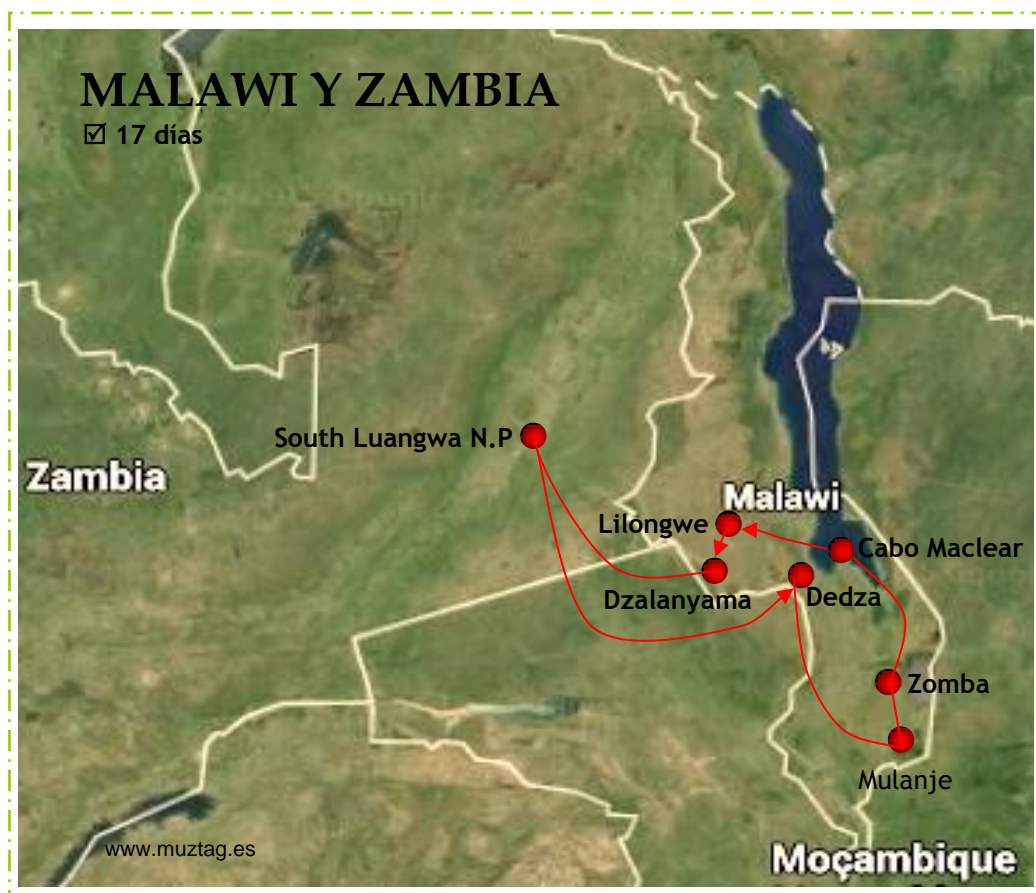 MALAWI Y ZAMBIA
☑ 17 días
South Luangwa N.P
Zambia
Malawi
Lilongwe
Cabo Maclear
Dzalanyama
Dedza
Zomba
Mulanje
www.muztag.es
Moçambique